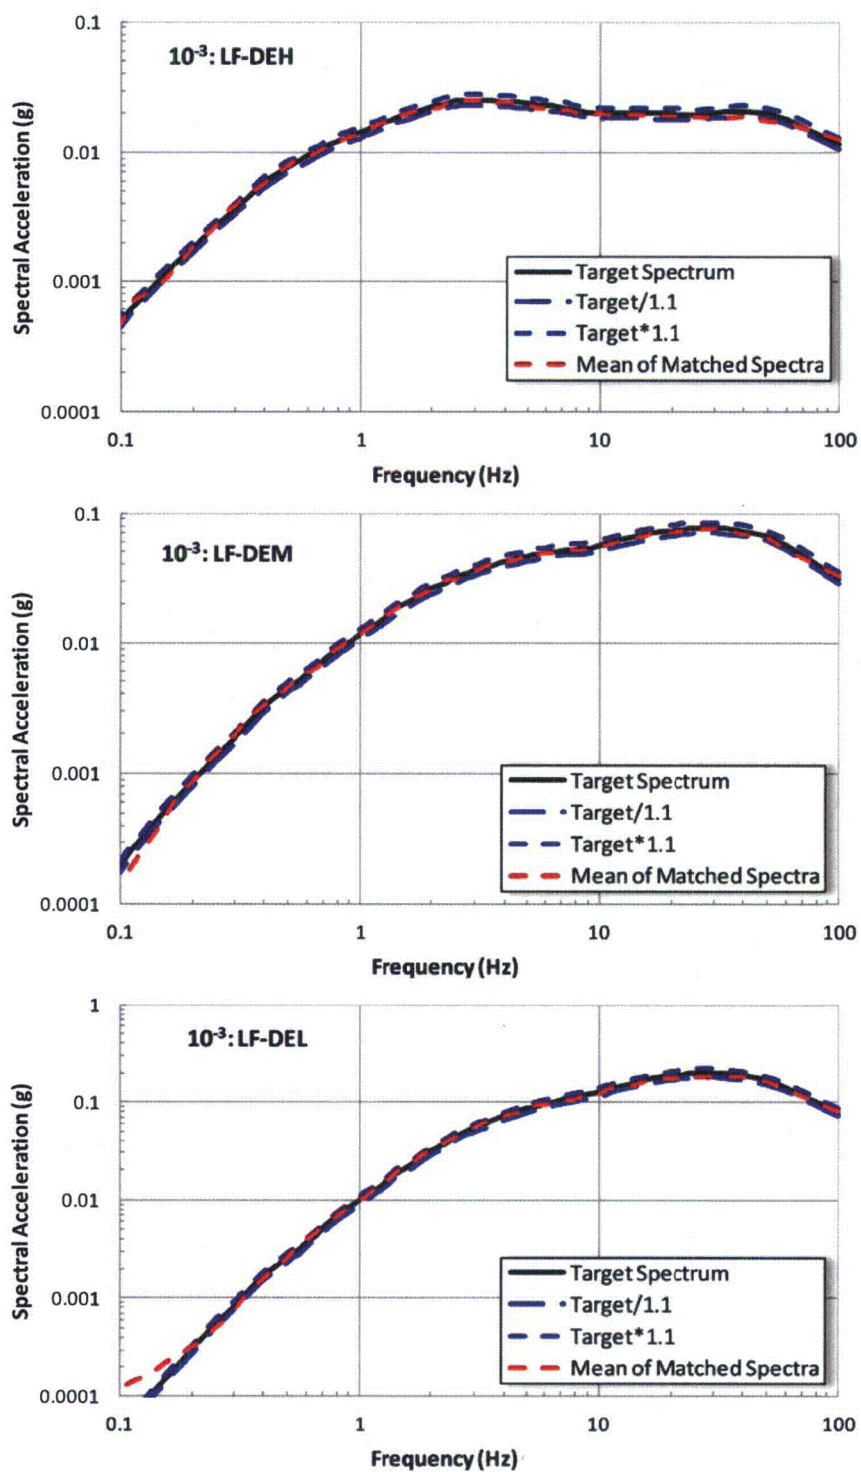 0.1
10-3: LF-DEH
0.01
Spectral Acceleration (g)
0.001
Target Spectrum
Target/1.1
Target*1.1
Mean of Matched Spectra
0.0001
0.1 1 10 100
Frequency (Hz)
0.1
10-3: LF-DEM
0.01
Spectral Acceleration (g)
0.001
Target Spectrum
Target/1.1
Target*1.1
Mean of Matched Spectra
0.0001
0.1 1 10 100
Frequency (Hz)
1
10-3: LF-DEL
0.1
0.01
Spectral Acceleration (g)
0.001
Target Spectrum
Target/1.1
Target*1.1
Mean of Matched Spectra
0.0001
0.1 1 10 100
Frequency (Hz)